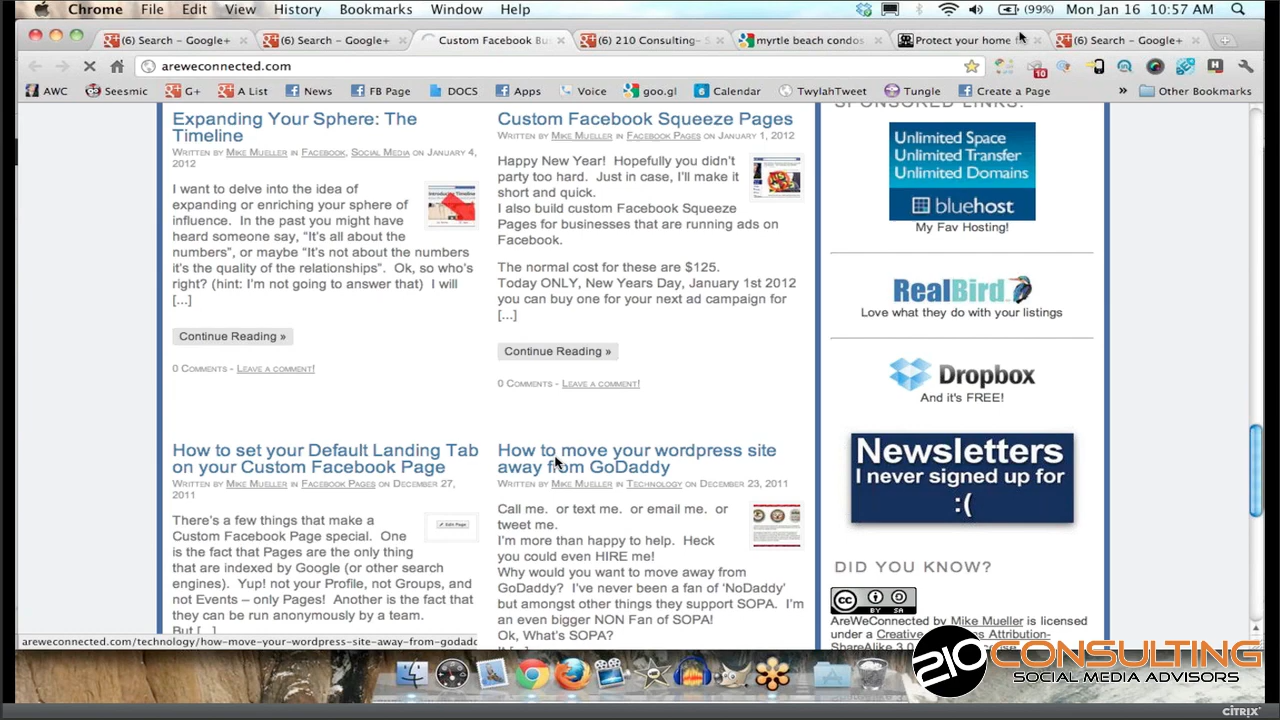 Chrome File Edit View History Bookmarks Window Help (99%) Mon Jan 16 10:57 AM
(6) Search – Google+ (6) Search – Google+ Custom Facebook Bu (6) 210 Consulting– S myrtle beach condos Protect your home (6) Search – Google+
areweconnected.com
10
AWC Seesmic G+ A List News FB Page DOCS Apps Voice goo.gl Calendar TwylahTweet Tungle Create a Page » Other Bookmarks
Expanding Your Sphere: The
Timeline
Written by Mike Mueller in Facebook, Social Media on January 4,
2012
I want to delve into the idea of
expanding or enriching your sphere of
influence. In the past you might have
heard someone say, “It’s all about the
numbers”, or maybe “It’s not about the numbers
it’s the quality of the relationships”. Ok, so who’s
right? (hint: I’m not going to answer that) I will
[...]
Continue Reading »
0 Comments - Leave a comment!
Custom Facebook Squeeze Pages
Written by Mike Mueller in Facebook Pages on January 1, 2012
Happy New Year! Hopefully you didn’t
party too hard. Just in case, I’ll make it
short and quick.
I also build custom Facebook Squeeze
Pages for businesses that are running ads on
Facebook.
The normal cost for these are $125.
Today ONLY, New Years Day, January 1st 2012
you can buy one for your next ad campaign for
[...]
Continue Reading »
0 Comments - Leave a comment!
How to set your Default Landing Tab
on your Custom Facebook Page
Written by Mike Mueller in Facebook Pages on December 27,
2011
There’s a few things that make a
Custom Facebook Page special. One
is the fact that Pages are the only thing
that are indexed by Google (or other search
engines). Yup! not your Profile, not Groups, and
not Events – only Pages! Another is the fact that
they can be run anonymously by a team.
But [...]
Edit Page
How to move your wordpress site
away from GoDaddy
Written by Mike Mueller in Technology on December 23, 2011
Call me. or text me. or email me. or
tweet me.
I’m more than happy to help. Heck
you could even HIRE me!
Why would you want to move away from
GoDaddy? I’ve never been a fan of ‘NoDaddy’
but amongst other things they support SOPA. I’m
an even bigger NON Fan of SOPA!
Ok, What’s SOPA?
SPONSORED LINKS:
Unlimited Space
Unlimited Transfer
Unlimited Domains
bluehost
My Fav Hosting!
RealBird
Love what they do with your listings
Dropbox
And it’s FREE!
Newsletters
I never signed up for
:(
DID YOU KNOW?
cc BY SA
AreWeConnected by Mike Mueller is licensed
under a Creative Attribution-
ShareAlike 3.0
areweconnected.com/technology/how-move-your-wordpress-site-away-from-godadd
210 CONSULTING
SOCIAL MEDIA ADVISORS
CITRIX